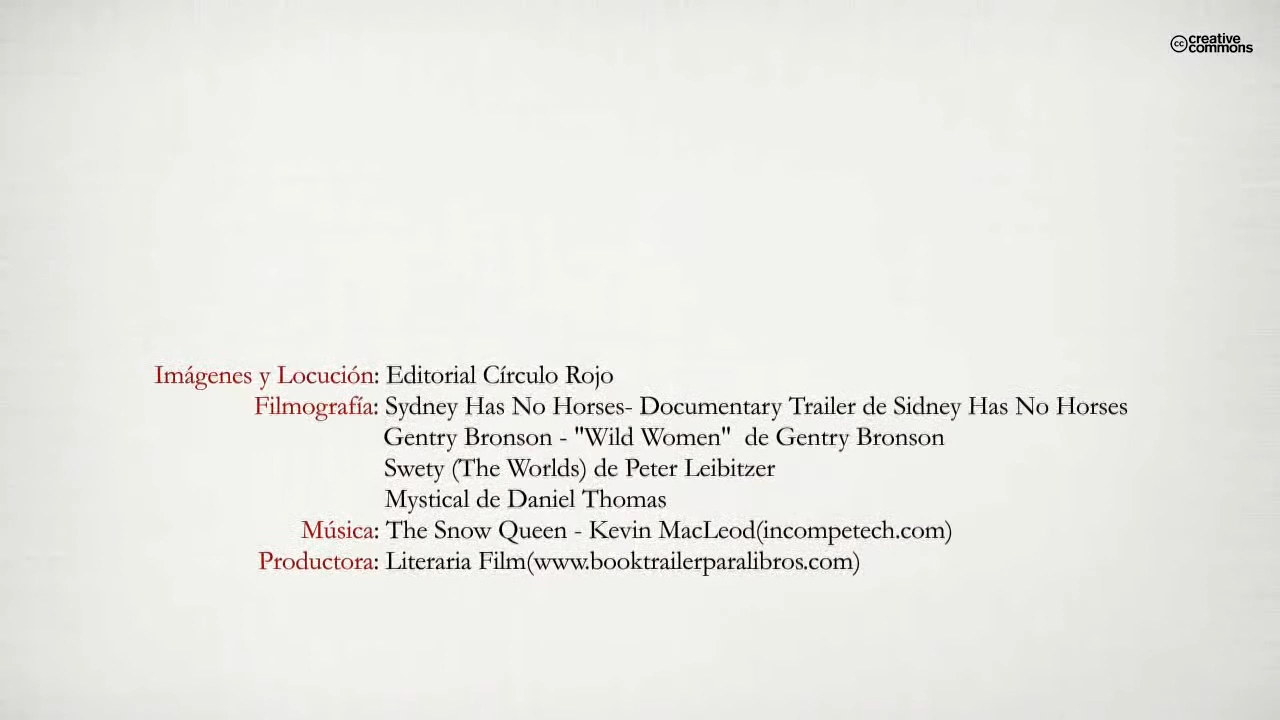 cc creative
commons
Imágenes y Locución: Editorial Círculo Rojo
Filmografía: Sydney Has No Horses- Documentary Trailer de Sidney Has No Horses
Gentry Bronson - "Wild Women"  de Gentry Bronson
Swety (The Worlds) de Peter Leibitzer
Mystical de Daniel Thomas
Música: The Snow Queen - Kevin MacLeod(incompetech.com)
Productora: Literaria Film(www.booktrailerparalibros.com)